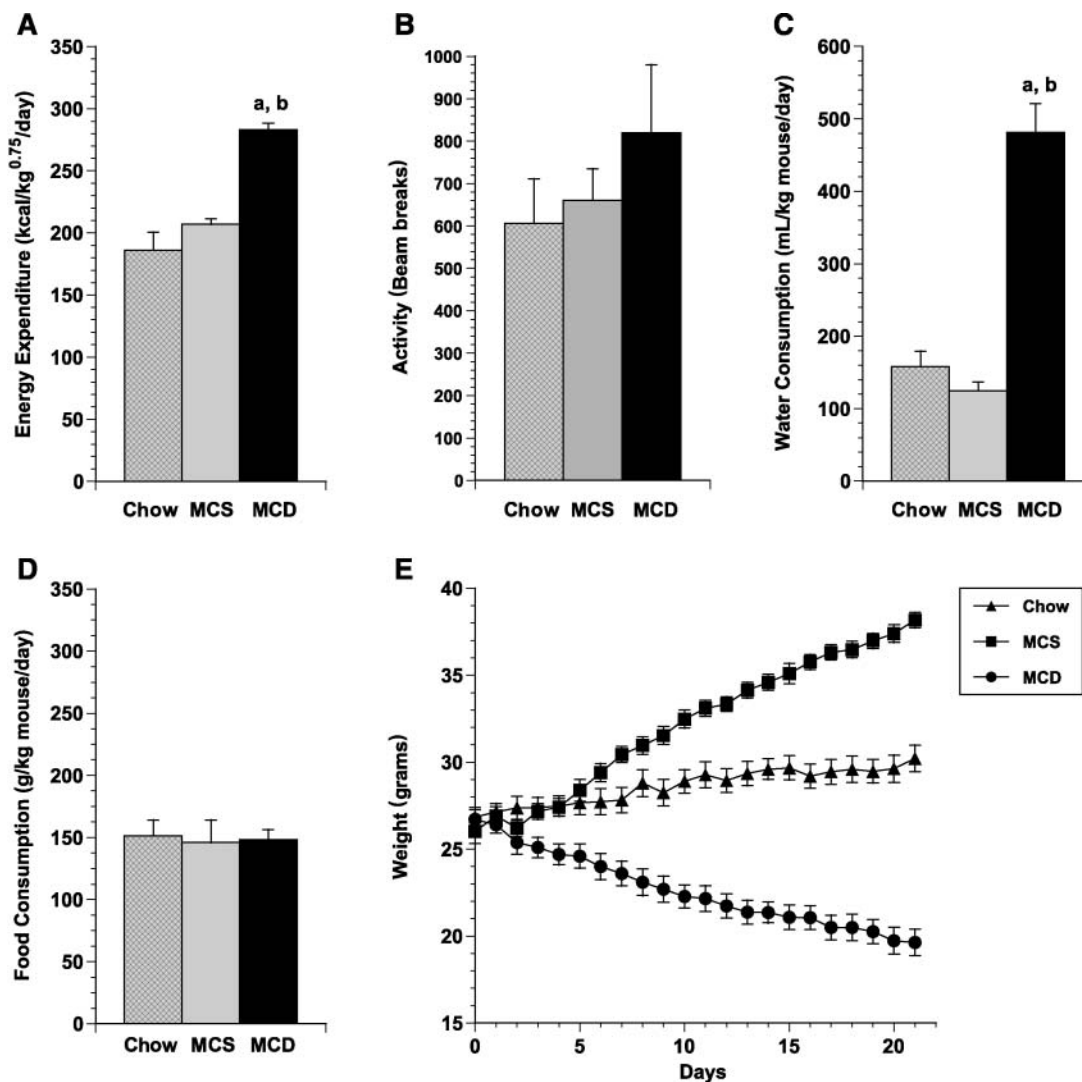 A
Energy Expenditure (kcal/kg0.75/day)
350
300
250
200
150
100
50
0
a, b
Chow MCS MCD
B
Activity (Beam breaks)
1000
900
800
700
600
500
400
300
200
100
0
Chow MCS MCD
C
Water Consumption (mL/kg mouse/day)
600
500
400
300
200
100
0
a, b
Chow MCS MCD
D
Food Consumption (g/kg mouse/day)
350
300
250
200
150
100
50
0
Chow MCS MCD
E
Weight (grams)
40
35
30
25
20
15
0 5 10 15 20
Days
Chow
MCS
MCD